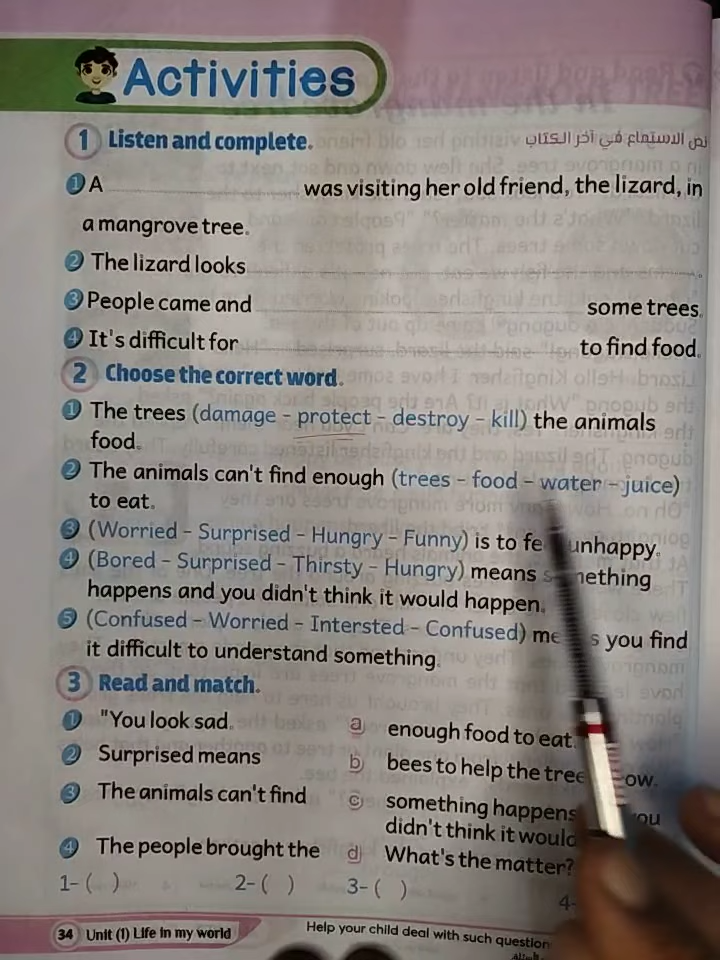 Activities
1 Listen and complete.
نص الاستماع في آخر الكتاب
1 A was visiting her old friend, the lizard, in
a mangrove tree.
2 The lizard looks .
3 People came and some trees.
4 It's difficult for to find food.
2 Choose the correct word.
1 The trees (damage - protect - destroy - kill) the animals
food.
2 The animals can't find enough (trees - food - water - juice)
to eat.
3 (Worried - Surprised - Hungry - Funny) is to unhappy.
4 (Bored - Surprised - Thirsty - Hungry) means something
happens and you didn't think it would happen.
5 (Confused - Worried - Intersted - Confused) you find
it difficult to understand something.
3 Read and match.
1 "You look sad.
a enough food to eat.
2 Surprised means
b bees to help the
3 The animals can't find
c something happens you
didn't think it would
4 The people brought the
d What's the matter?
1- ( ) 2- ( ) 3- ( ) 4-
34 Unit (1) Life in my world
Help your child deal with such question